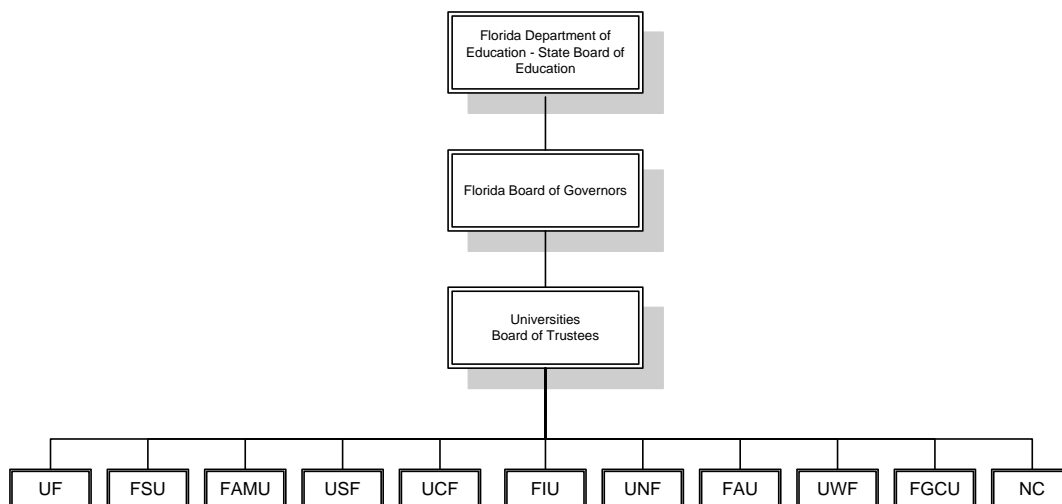 Florida Department of
Education - State Board of
Education
Florida Board of Governors
Universities
Board of Trustees
UF
FSU
FAMU
USF
UCF
FIU
UNF
FAU
UWF
FGCU
NC